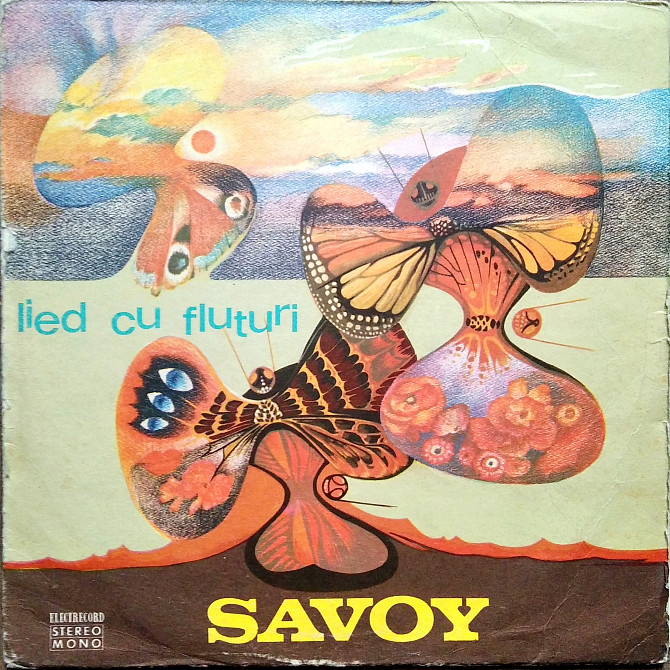 lied cu fluturi
SAVOY
ELECTRECORD
STEREO
MONO